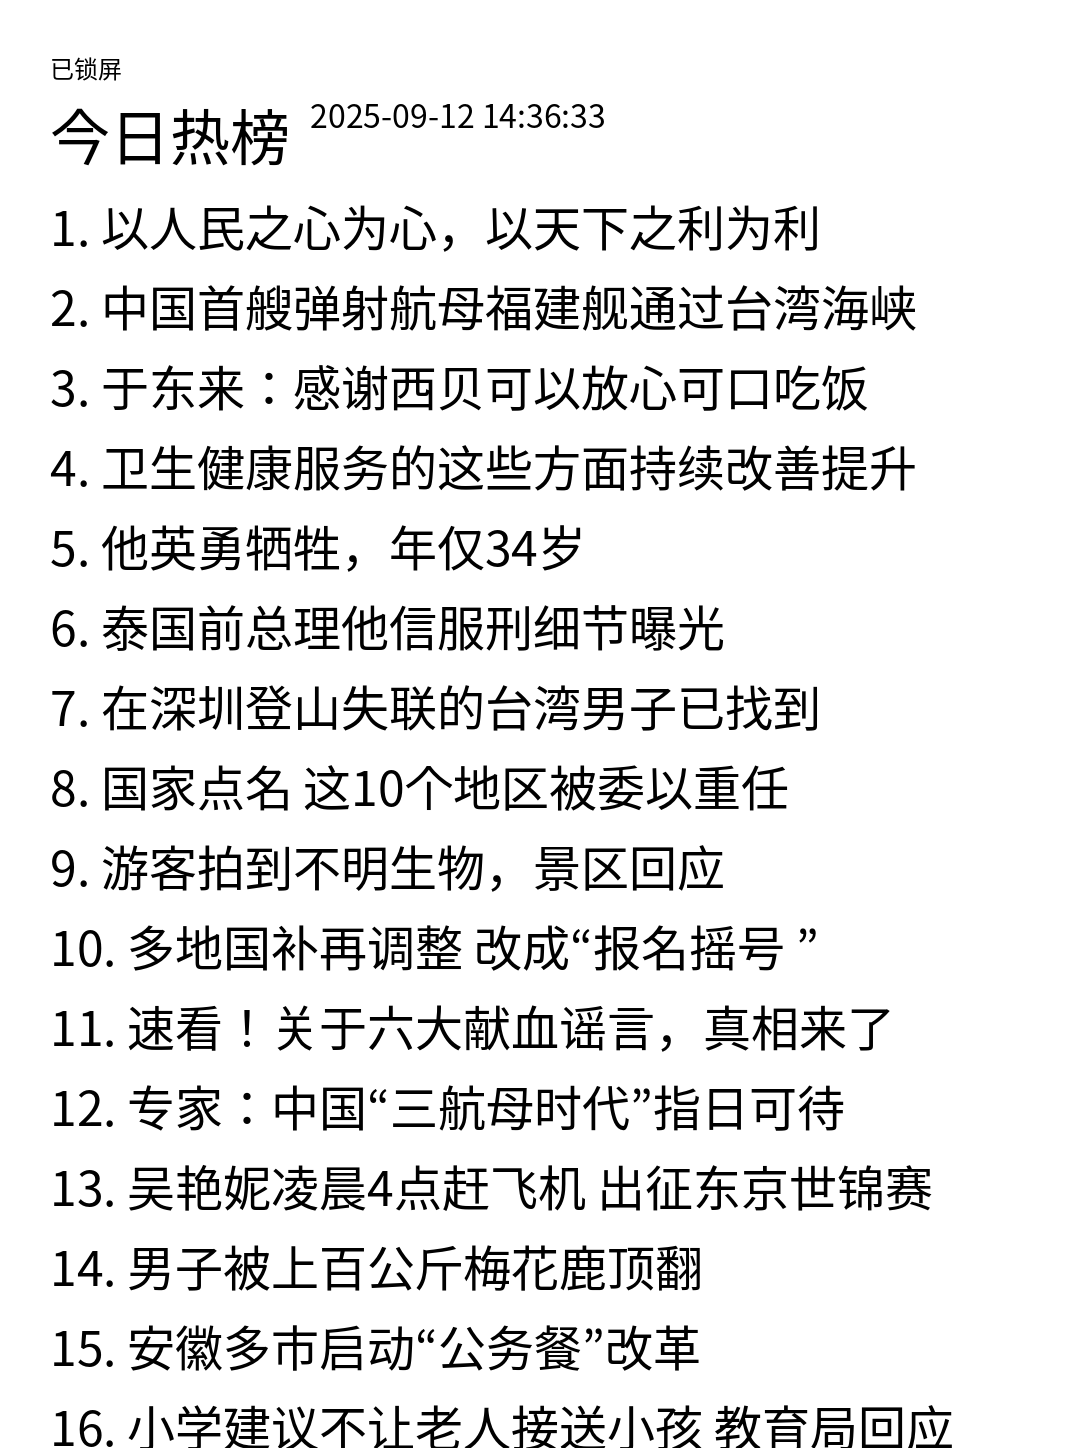 已锁屏
今日热榜 2025-09-12 14:36:33
1. 以人民之心为心，以天下之利为利
2. 中国首艘弹射航母福建舰通过台湾海峡
3. 于东来：感谢西贝可以放心可口吃饭
4. 卫生健康服务的这些方面持续改善提升
5. 他英勇牺牲，年仅34岁
6. 泰国前总理他信服刑细节曝光
7. 在深圳登山失联的台湾男子已找到
8. 国家点名 这10个地区被委以重任
9. 游客拍到不明生物，景区回应
10. 多地国补再调整 改成“报名摇号 ”
11. 速看！关于六大献血谣言，真相来了
12. 专家：中国“三航母时代”指日可待
13. 吴艳妮凌晨4点赶飞机 出征东京世锦赛
14. 男子被上百公斤梅花鹿顶翻
15. 安徽多市启动“公务餐”改革
16. 小学建议不让老人接送小孩 教育局回应